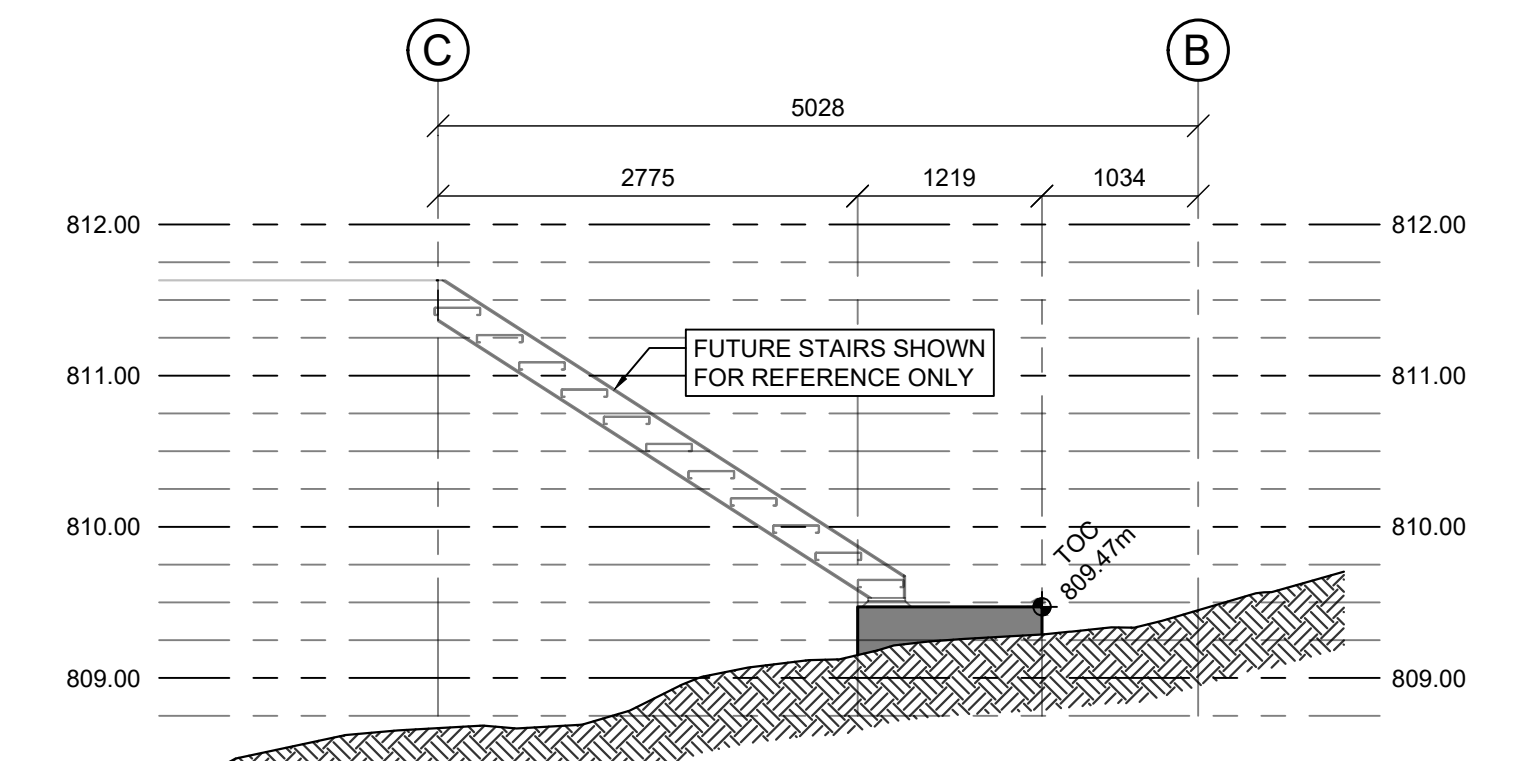 C
B
5028
2775
1219
1034
812.00
812.00
FUTURE STAIRS SHOWN
FOR REFERENCE ONLY
811.00
811.00
810.00
810.00
TOC
809.47m
809.00
809.00